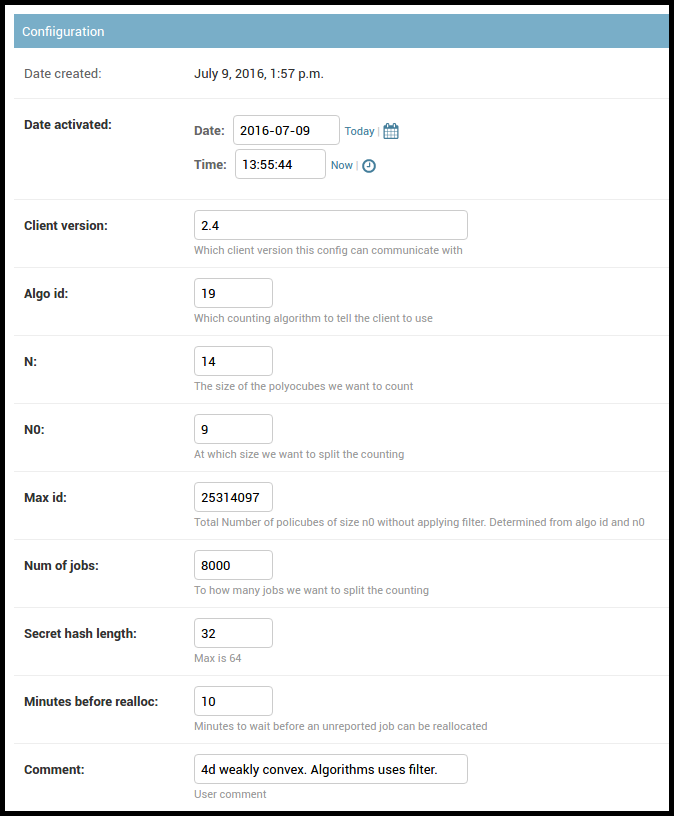 Confiiguration
Date created: July 9, 2016, 1:57 p.m.
Date activated: Date: 2016-07-09 Today |
Time: 13:55:44 Now |
Client version: 2.4
Which client version this config can communicate with
Algo id: 19
Which counting algorithm to tell the client to use
N: 14
The size of the polyocubes we want to count
N0: 9
At which size we want to split the counting
Max id: 25314097
Total Number of policubes of size n0 without applying filter. Determined from algo id and n0
Num of jobs: 8000
To how many jobs we want to split the counting
Secret hash length: 32
Max is 64
Minutes before realloc: 10
Minutes to wait before an unreported job can be reallocated
Comment: 4d weakly convex. Algorithms uses filter.
User comment